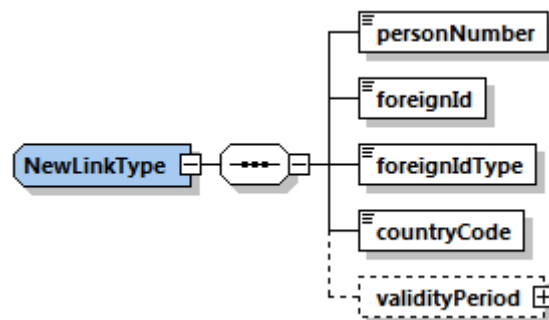 personNumber
foreignId
NewLinkType
foreignIdType
countryCode
validityPeriod